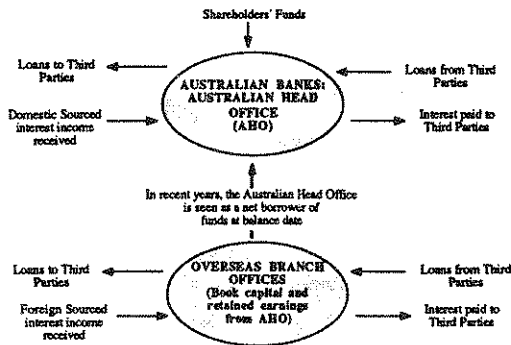 Shareholders' Funds
Loans to Third
Parties
AUSTRALIAN BANKS:
AUSTRALIAN HEAD
OFFICE
(AHO)
Loans from Third
Parties
Domestic Sourced
interest income
received
Interest paid to
Third Parties
In recent years, the Australian Head Office
is seen as a net borrower of
funds at balance date
Loans to Third
Parties
OVERSEAS BRANCH
OFFICES
(Book capital and
retained earnings
from AHO)
Loans from Third
Parties
Foreign Sourced
interest income
received
Interest paid to
Third Parties